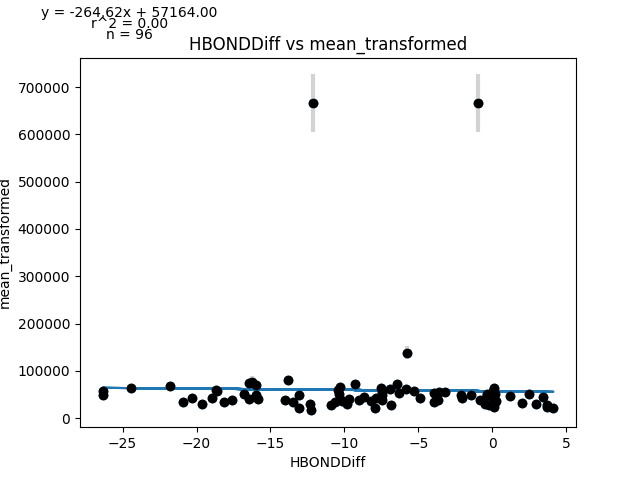 y = -264.62x + 57164.00
r^2 = 0.00
n = 96
HBONDDiff vs mean_transformed
700000
600000
500000
400000
300000
200000
100000
0
mean_transformed
−25
−20
−15
−10
−5
0
5
HBONDDiff